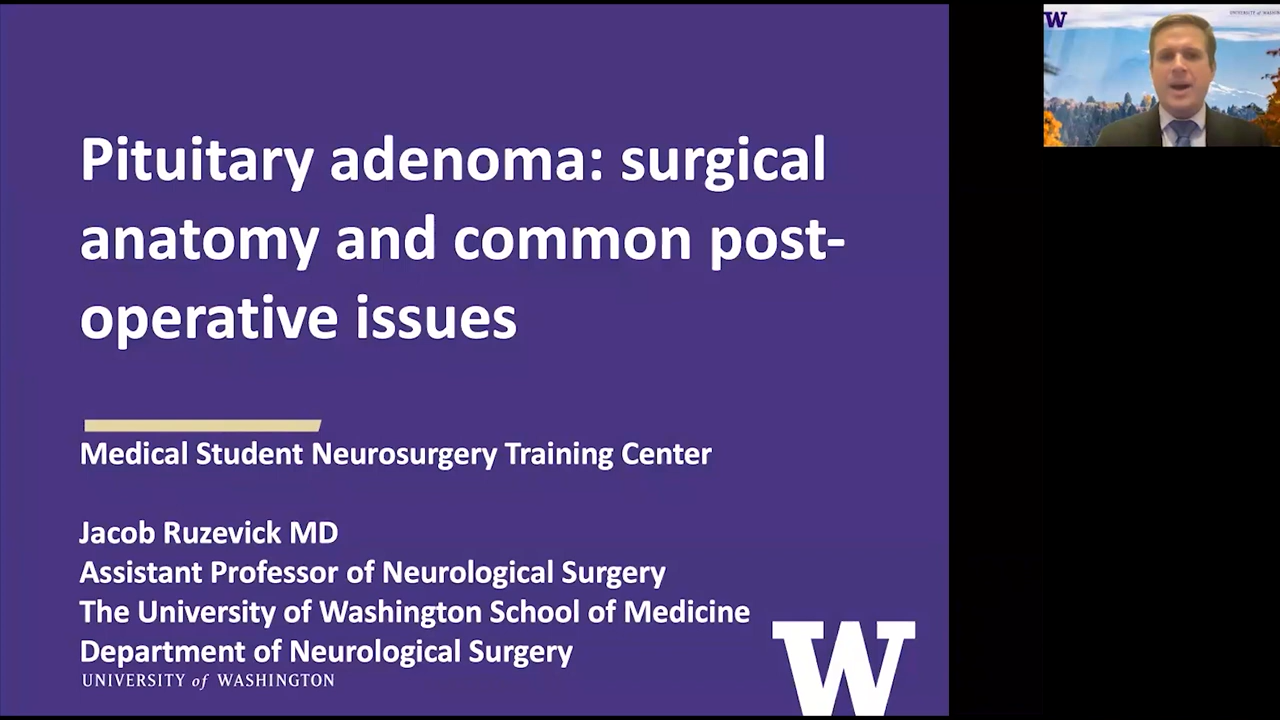 Pituitary adenoma: surgical
anatomy and common post-
operative issues
Medical Student Neurosurgery Training Center
Jacob Ruzevick MD
Assistant Professor of Neurological Surgery
The University of Washington School of Medicine
Department of Neurological Surgery
UNIVERSITY of WASHINGTON
W
W